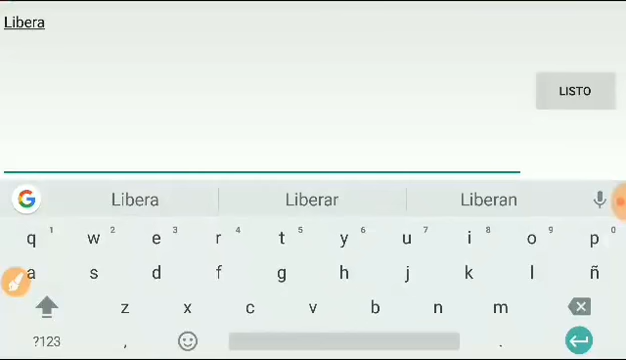 Libera
LISTO
G Libera Liberar Liberan
q 1 w 2 e 3 r 4 t 5 y 6 u 7 i 8 o 9 p 0
a s d f g h j k l ñ
z x c v b n m
?123 , .